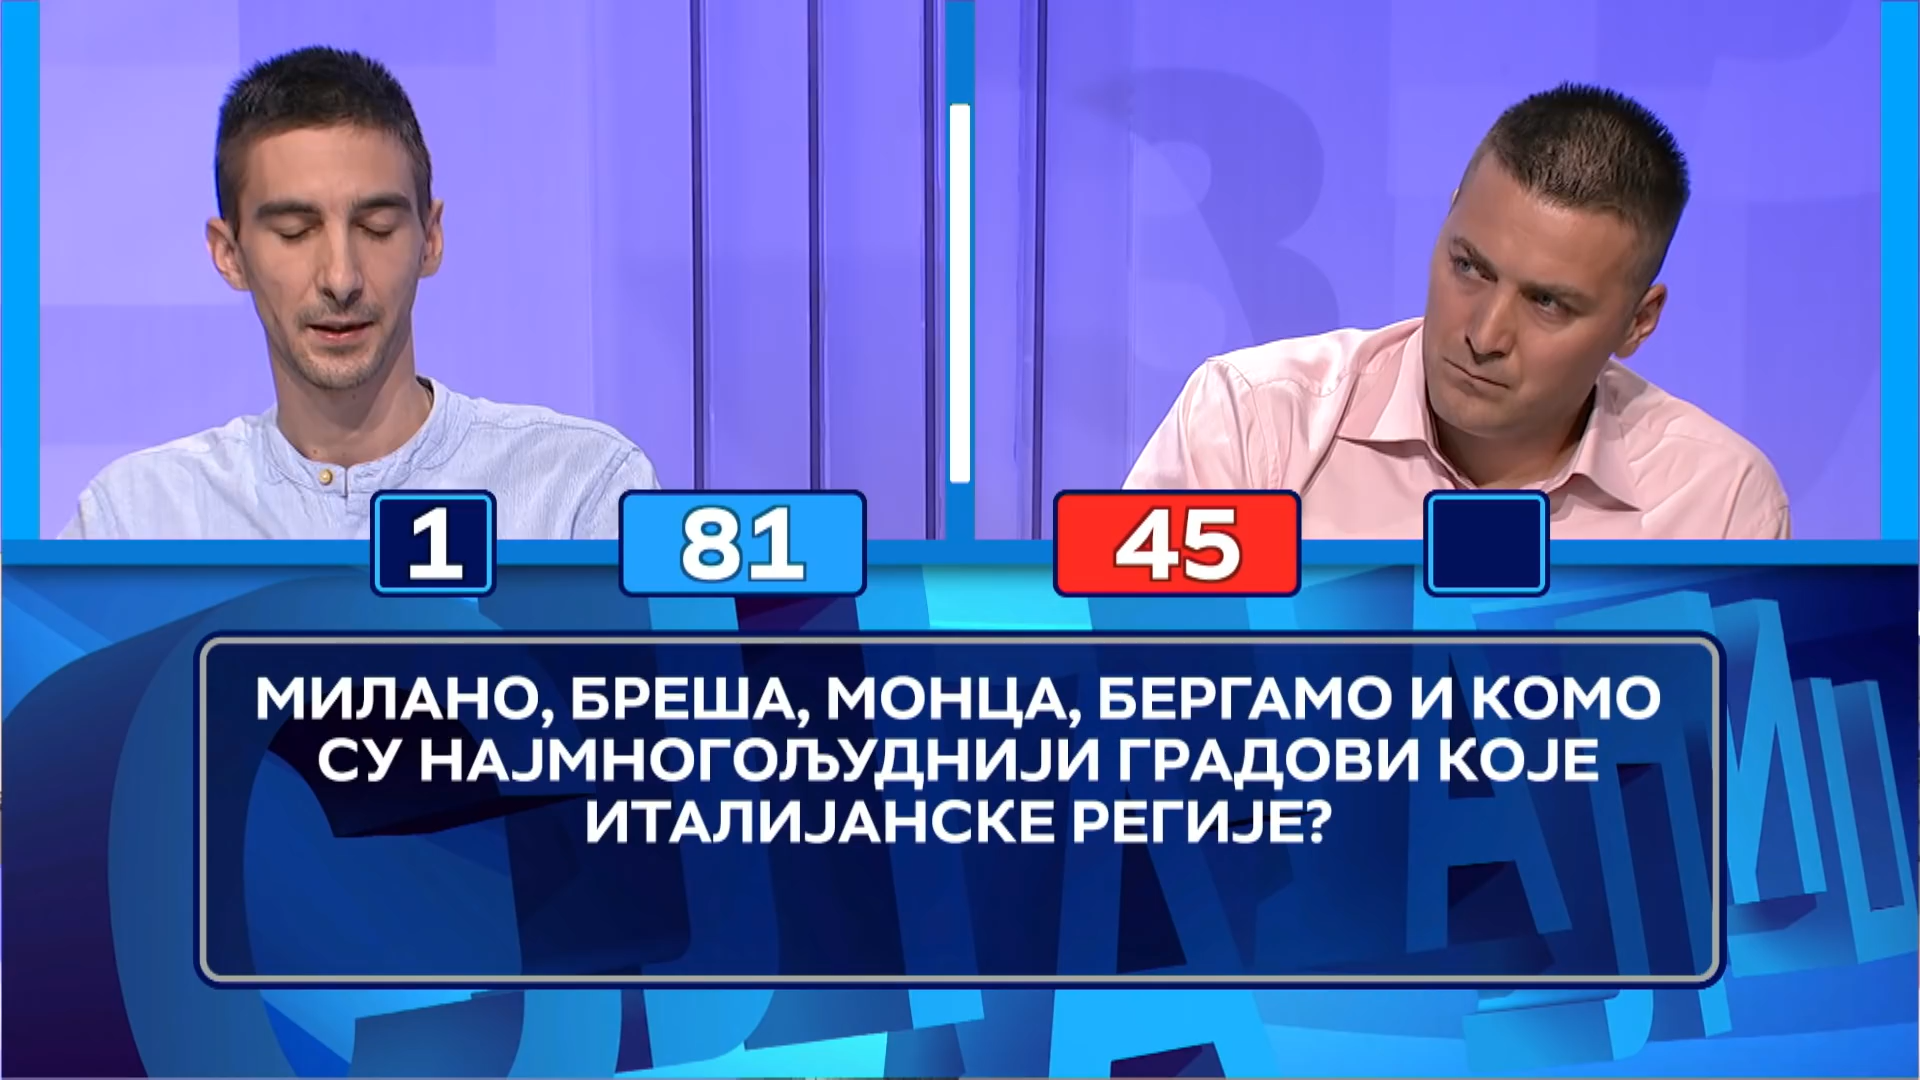 1
81
45
МИЛАНО, БРЕША, МОНЦА, БЕРГАМО И КОМО
СУ НАЈМНОГОЉУДНИЈИ ГРАДОВИ КОЈЕ
ИТАЛИЈАНСКЕ РЕГИЈЕ?